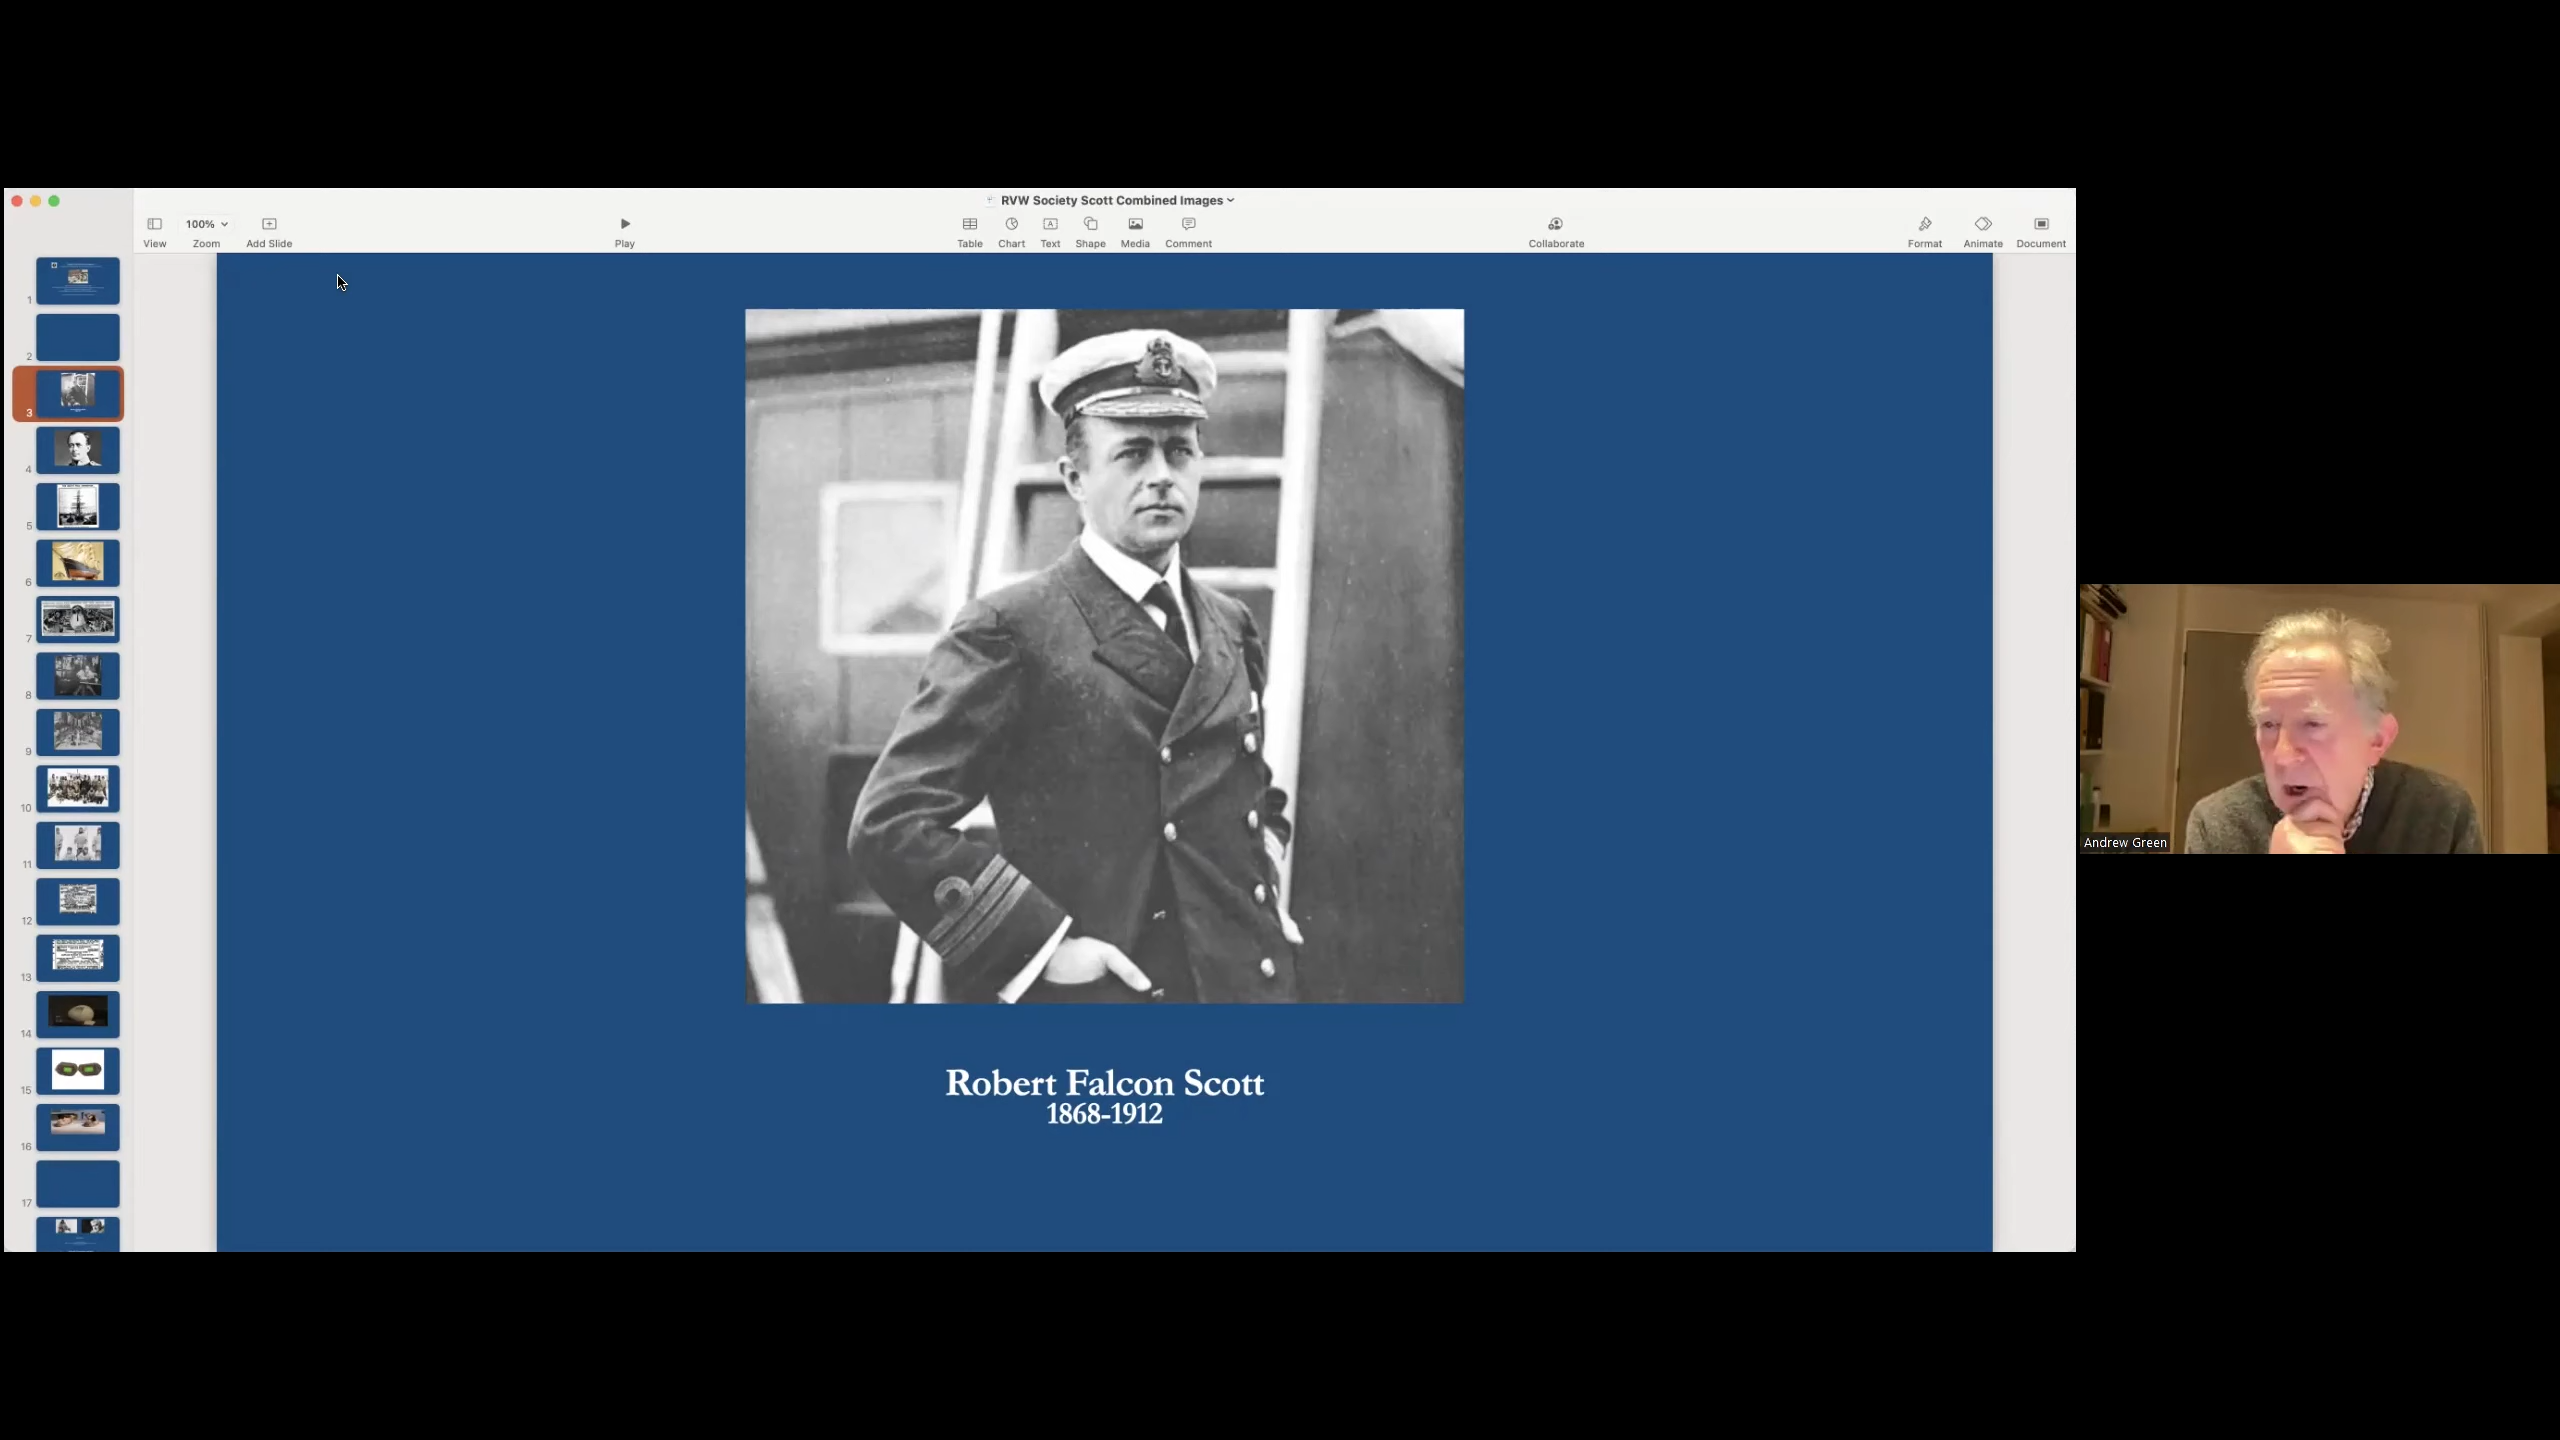 RVW Society Scott Combined Images
100%
View
Zoom
Add Slide
Play
Table
Chart
Text
Shape
Media
Comment
Collaborate
Format
Animate
Document
1
2
3
4
5
6
7
8
9
10
11
12
13
14
15
16
17
Robert Falcon Scott
1868-1912
Andrew Green